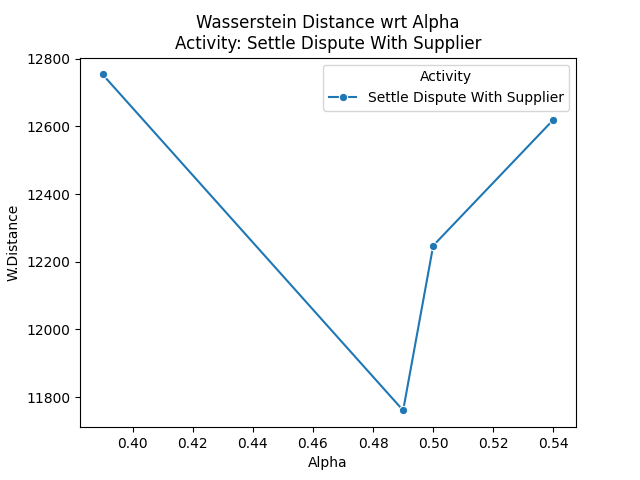 Wasserstein Distance wrt Alpha
Activity: Settle Dispute With Supplier
Activity
Settle Dispute With Supplier
12800
12600
12400
12200
12000
11800
W.Distance
0.40 0.42 0.44 0.46 0.48 0.50 0.52 0.54
Alpha